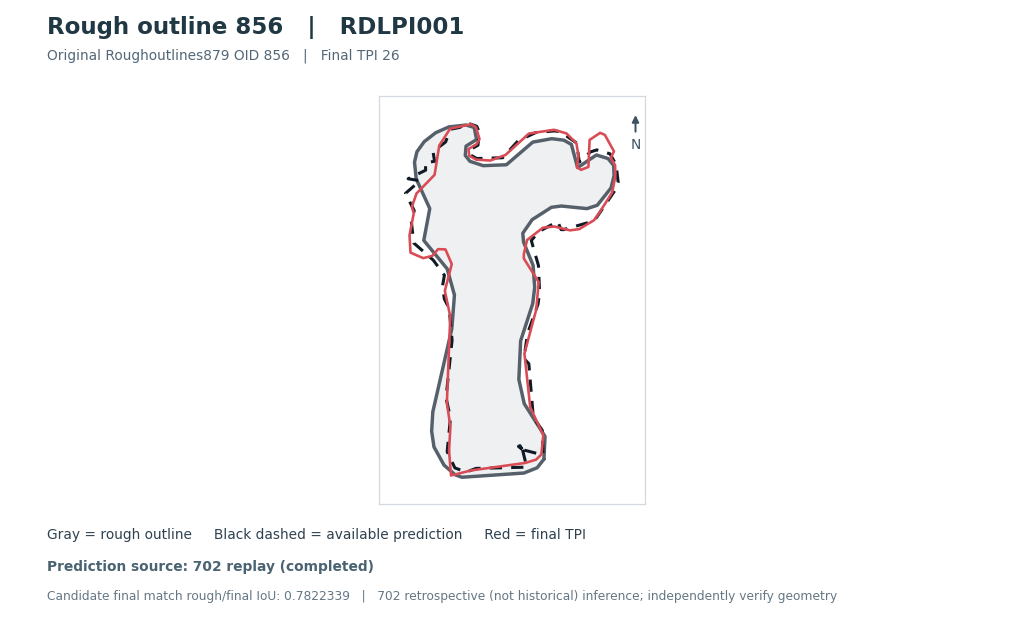 Rough outline 856   |   RDLPI001
Original Roughoutlines879 OID 856   |   Final TPI 26
N
Gray = rough outline     Black dashed = available prediction     Red = final TPI
Prediction source: 702 replay (completed)
Candidate final match rough/final IoU: 0.7822339   |   702 retrospective (not historical) inference; independently verify geometry